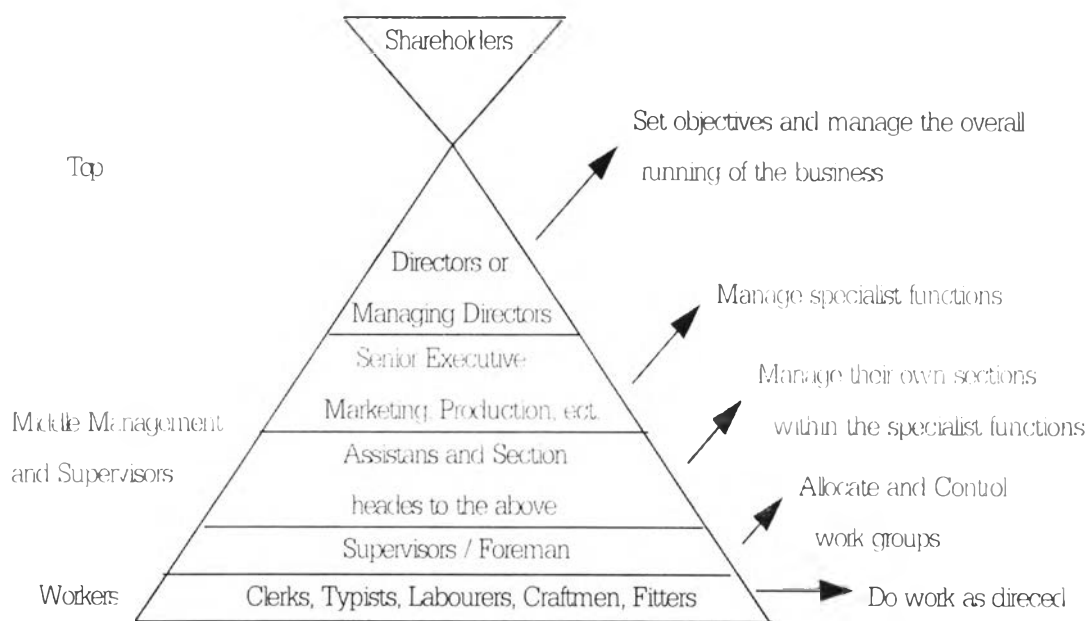 Shareholders
Set objectives and manage the overall
running of the business
Top
Directors or
Managing Directors
Manage specialist functions
Senior Executive
Marketing, Production, ect.
Manage their own sections
within the specialist functions
Middle Management
and Supervisors
Assistans and Section
heades to the above
Allocate and Control
work groups
Supervisors / Foreman
Workers
Clerks, Typists, Labourers, Craftmen, Fitters
Do work as direced